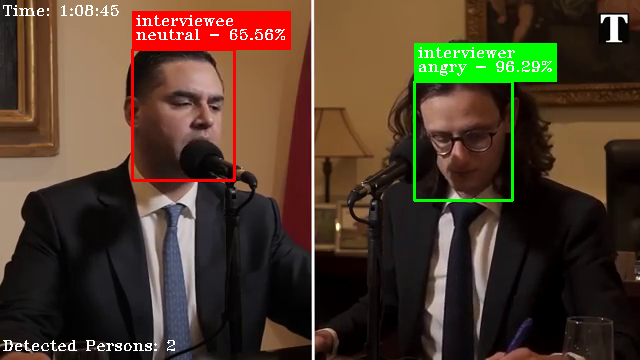 Time: 1:08:45
interviewee
neutral - 65.56%
interviewer
angry - 96.29%
T
Detected Persons: 2